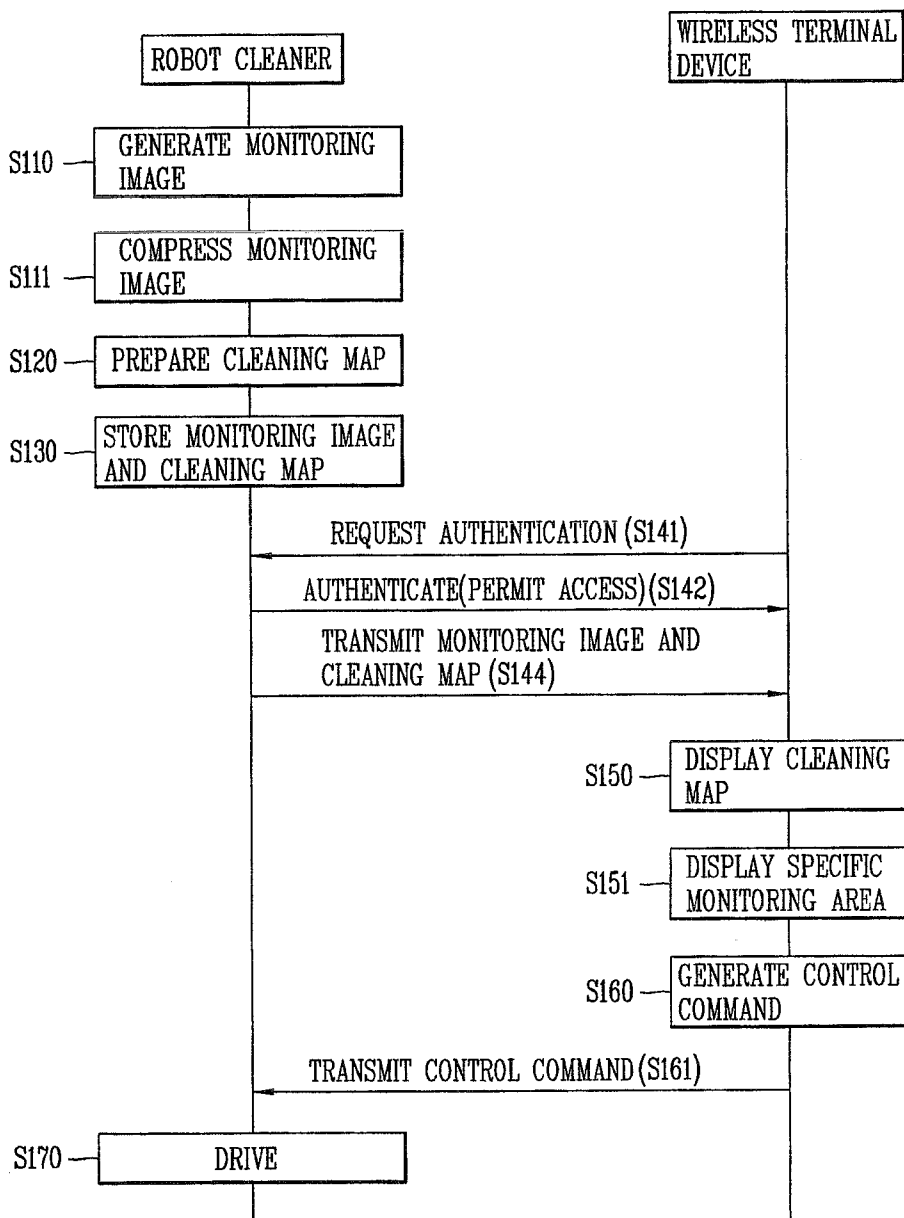 ROBOT CLEANER
WIRELESS TERMINAL
DEVICE
S110
GENERATE MONITORING
IMAGE
S111
COMPRESS MONITORING
IMAGE
S120
PREPARE CLEANING MAP
S130
STORE MONITORING IMAGE
AND CLEANING MAP
REQUEST AUTHENTICATION (S141)
AUTHENTICATE(PERMIT ACCESS)(S142)
TRANSMIT MONITORING IMAGE AND
CLEANING MAP (S144)
S150
DISPLAY CLEANING
MAP
S151
DISPLAY SPECIFIC
MONITORING AREA
S160
GENERATE CONTROL
COMMAND
TRANSMIT CONTROL COMMAND(S161)
S170
DRIVE